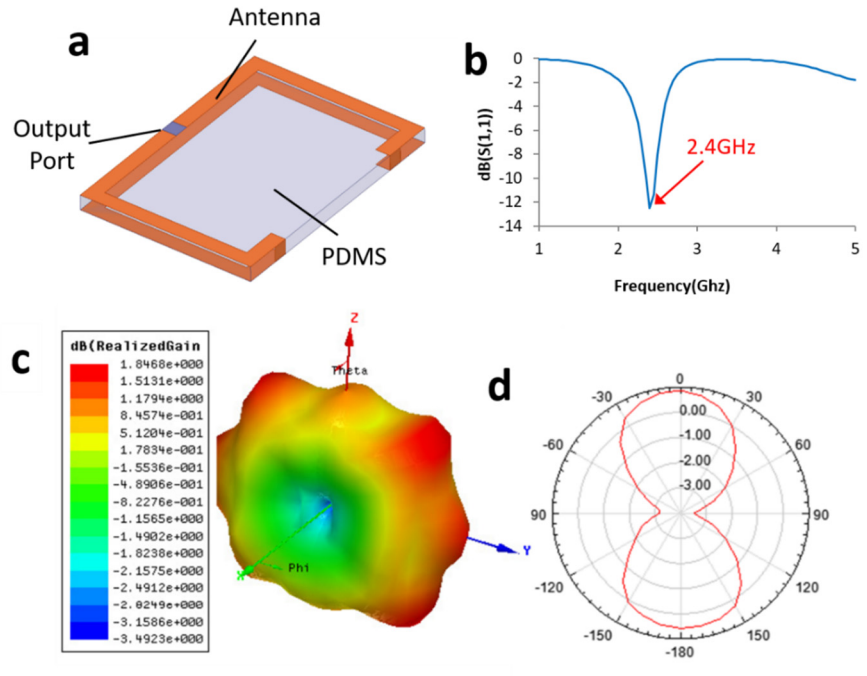 a
Antenna
Output
Port
PDMS
b
0
-2
-4
-6
-8
-10
-12
-14
dB(S(1,1))
2.4GHz
1 2 3 4 5
Frequency(Ghz)
c
dB(RealizedGain
1.8468e+000
1.5131e+000
1.1794e+000
8.4574e-001
5.1204e-001
1.7834e-001
-1.5536e-001
-4.8906e-001
-8.2276e-001
-1.1565e+000
-1.4902e+000
-1.8238e+000
-2.1575e+000
-2.4912e+000
-2.8249e+000
-3.1586e+000
-3.4923e+000
Z
Theta
Y
X
Phi
d
0
-30 30
0.00
-60 -1.00 60
-2.00
-3.00
-90 90
-120 120
-150 150
-180